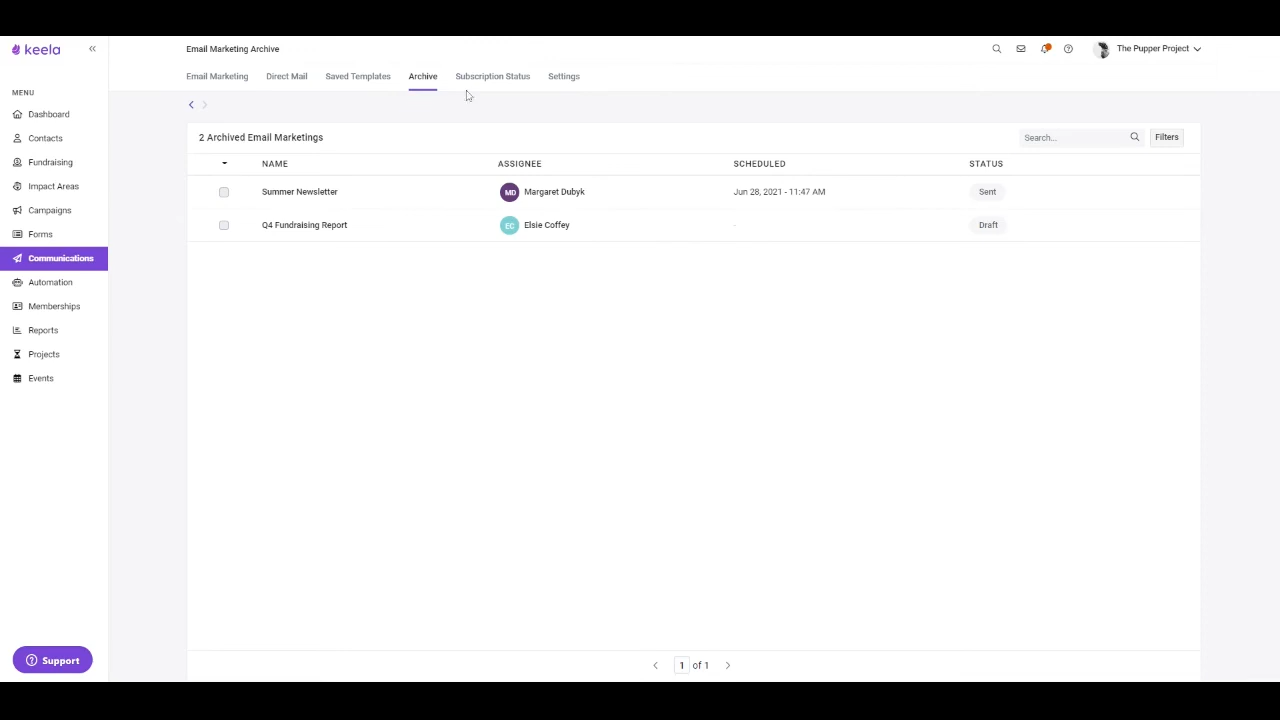 keela
Email Marketing Archive
The Pupper Project
Email Marketing Direct Mail Saved Templates Archive Subscription Status Settings
MENU
Dashboard
Contacts
Fundraising
Impact Areas
Campaigns
Forms
Communications
Automation
Memberships
Reports
Projects
Events
Support
2 Archived Email Marketings
Search...
Filters
NAME ASSIGNEE SCHEDULED STATUS
Summer Newsletter MD Margaret Dubyk Jun 28, 2021 - 11:47 AM Sent
Q4 Fundraising Report EC Elsie Coffey - Draft
1 of 1